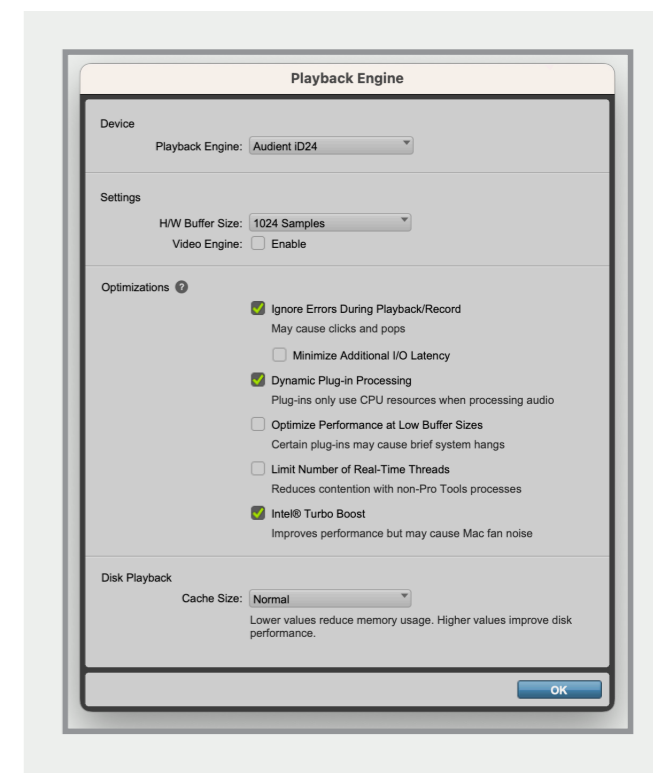 Playback Engine
Device
Playback Engine: Audient iD24
Settings
H/W Buffer Size: 1024 Samples
Video Engine: Enable
Optimizations ?
Ignore Errors During Playback/Record
May cause clicks and pops
Minimize Additional I/O Latency
Dynamic Plug-in Processing
Plug-ins only use CPU resources when processing audio
Optimize Performance at Low Buffer Sizes
Certain plug-ins may cause brief system hangs
Limit Number of Real-Time Threads
Reduces contention with non-Pro Tools processes
Intel® Turbo Boost
Improves performance but may cause Mac fan noise
Disk Playback
Cache Size: Normal
Lower values reduce memory usage. Higher values improve disk
performance.
OK